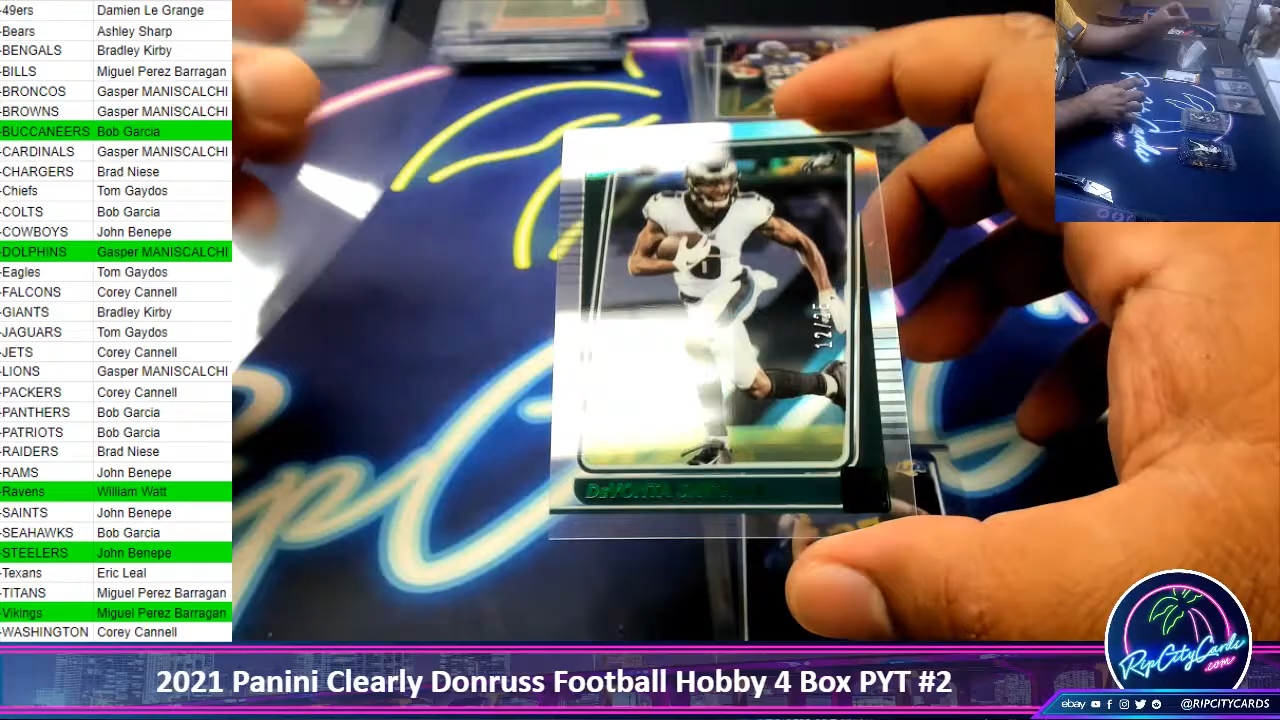 -49ers Damien Le Grange
-Bears Ashley Sharp
-BENGALS Bradley Kirby
-BILLS Miguel Perez Barragan
-BRONCOS Gasper MANISCALCHI
-BROWNS Gasper MANISCALCHI
-BUCCANEERS Bob Garcia
-CARDINALS Gasper MANISCALCHI
-CHARGERS Brad Niese
-Chiefs Tom Gaydos
-COLTS Bob Garcia
-COWBOYS John Benepe
-DOLPHINS Gasper MANISCALCHI
-Eagles Tom Gaydos
-FALCONS Corey Cannell
-GIANTS Bradley Kirby
-JAGUARS Tom Gaydos
-JETS Corey Cannell
-LIONS Gasper MANISCALCHI
-PACKERS Corey Cannell
-PANTHERS Bob Garcia
-PATRIOTS Bob Garcia
-RAIDERS Brad Niese
-RAMS John Benepe
-Ravens William Watt
-SAINTS John Benepe
-SEAHAWKS Bob Garcia
-STEELERS John Benepe
-Texans Eric Leal
-TITANS Miguel Perez Barragan
-Vikings Miguel Perez Barragan
-WASHINGTON Corey Cannell
12/25
DeVONTA
RipCityCards
.com
2021 Panini Clearly Donruss Football Hobby 4 Box PYT #2
ebay @RIPCITYCARDS